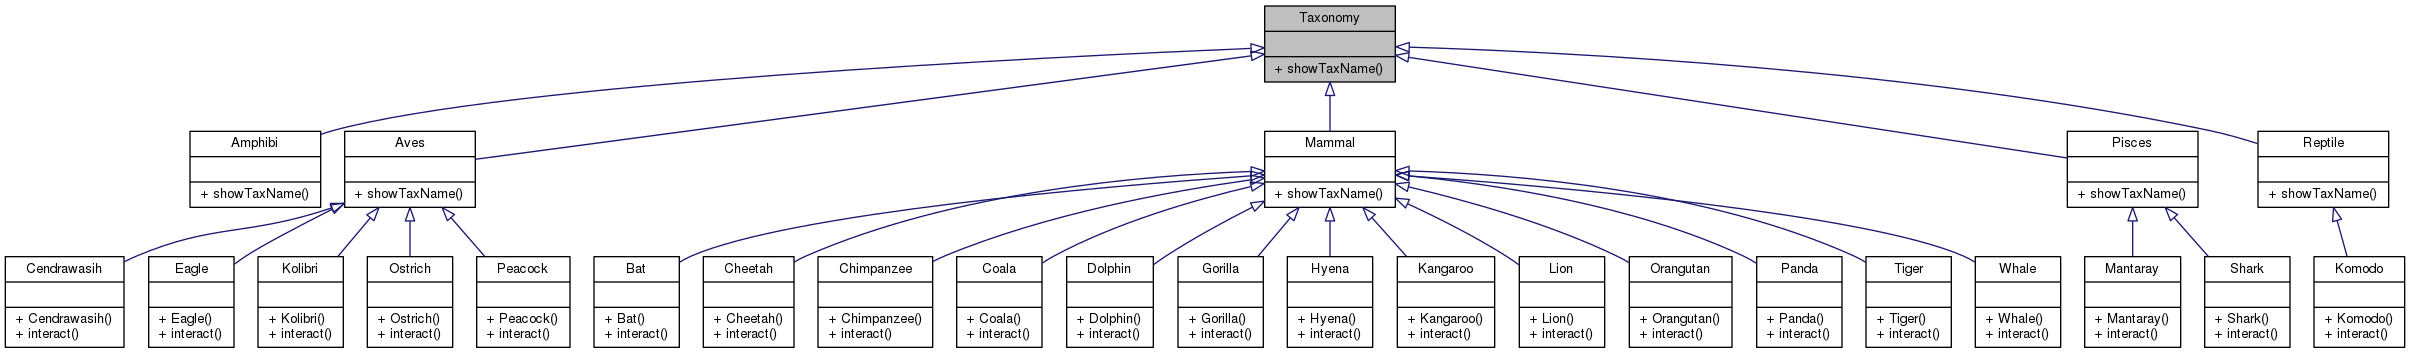 Taxonomy
+ showTaxName()
Amphibi
+ showTaxName()
Aves
+ showTaxName()
Mammal
+ showTaxName()
Pisces
+ showTaxName()
Reptile
+ showTaxName()
Cendrawasih
+ Cendrawasih()
+ interact()
Eagle
+ Eagle()
+ interact()
Kolibri
+ Kolibri()
+ interact()
Ostrich
+ Ostrich()
+ interact()
Peacock
+ Peacock()
+ interact()
Bat
+ Bat()
+ interact()
Cheetah
+ Cheetah()
+ interact()
Chimpanzee
+ Chimpanzee()
+ interact()
Coala
+ Coala()
+ interact()
Dolphin
+ Dolphin()
+ interact()
Gorilla
+ Gorilla()
+ interact()
Hyena
+ Hyena()
+ interact()
Kangaroo
+ Kangaroo()
+ interact()
Lion
+ Lion()
+ interact()
Orangutan
+ Orangutan()
+ interact()
Panda
+ Panda()
+ interact()
Tiger
+ Tiger()
+ interact()
Whale
+ Whale()
+ interact()
Mantaray
+ Mantaray()
+ interact()
Shark
+ Shark()
+ interact()
Komodo
+ Komodo()
+ interact()